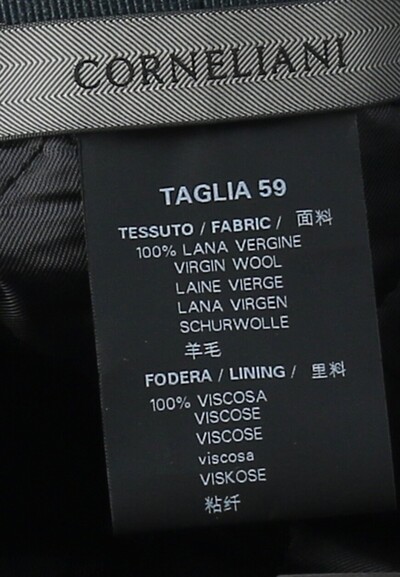 CORNELIANI
TAGLIA 59
TESSUTO / FABRIC / 面料
100% LANA VERGINE
VIRGIN WOOL
LAINE VIERGE
LANA VIRGEN
SCHURWOLLE
羊毛
FODERA / LINING / 里料
100% VISCOSA
VISCOSE
VISCOSE
viscosa
VISKOSE
粘纤